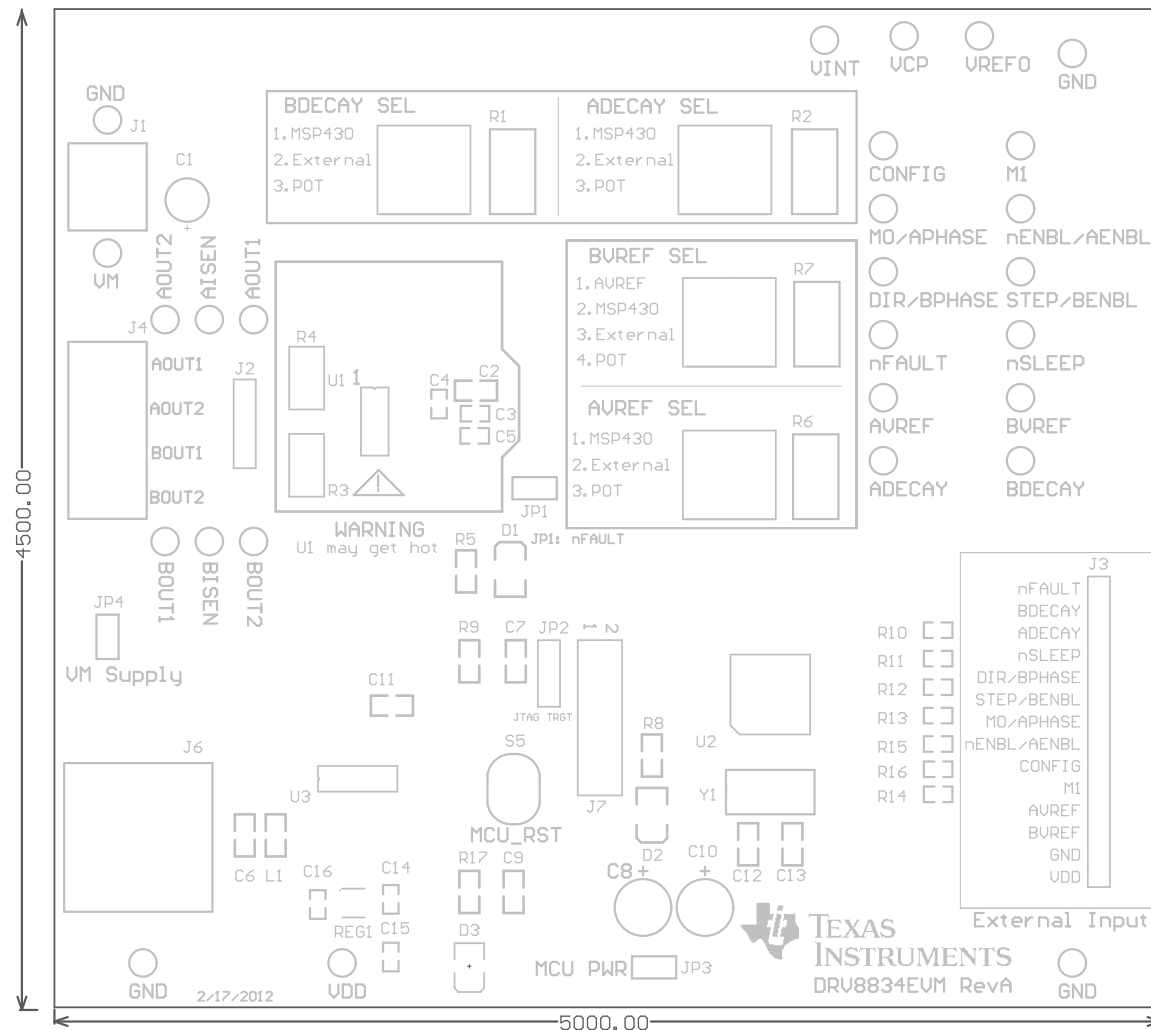 VINT
VCP
VREFO
GND
GND
J1
C1
+
VM
BDECAY SEL
1.MSP430
2.External
3.POT
R1
ADECAY SEL
1.MSP430
2.External
3.POT
R2
CONFIG
M1
MO/APHASE
nENBL/AENBL
DIR/BPHASE
STEP/BENBL
nFAULT
nSLEEP
AVREF
BVREF
ADECAY
BDECAY
AOUT2
AISEN
AOUT1
J4
AOUT1
AOUT2
BOUT1
BOUT2
J2
R4
U1
1
C4
C2
C3
C5
R3
WARNING
U1 may get hot
BVREF SEL
1.AVREF
2.MSP430
3.External
4.POT
R7
AVREF SEL
1.MSP430
2.External
3.POT
R6
JP1
JP1: nFAULT
D1
R5
BOUT1
BISEN
BOUT2
JP4
VM Supply
4500.00
R9
C7
JP2
1
2
JTAG TRGT
C11
J3
nFAULT
BDECAY
ADECAY
nSLEEP
DIR/BPHASE
STEP/BENBL
MO/APHASE
nENBL/AENBL
CONFIG
M1
AVREF
BVREF
GND
VDD
External Input
R10
R11
R12
R13
R15
R16
R14
R8
U2
J6
U3
S5
MCU_RST
J7
Y1
C6
L1
C16
C14
REG1
C15
R17
C9
D2
C8
+
C10
+
C12
C13
D3
+
MCU PWR
JP3
TEXAS
INSTRUMENTS
DRV8834EVM RevA
GND
2/17/2012
VDD
GND
5000.00